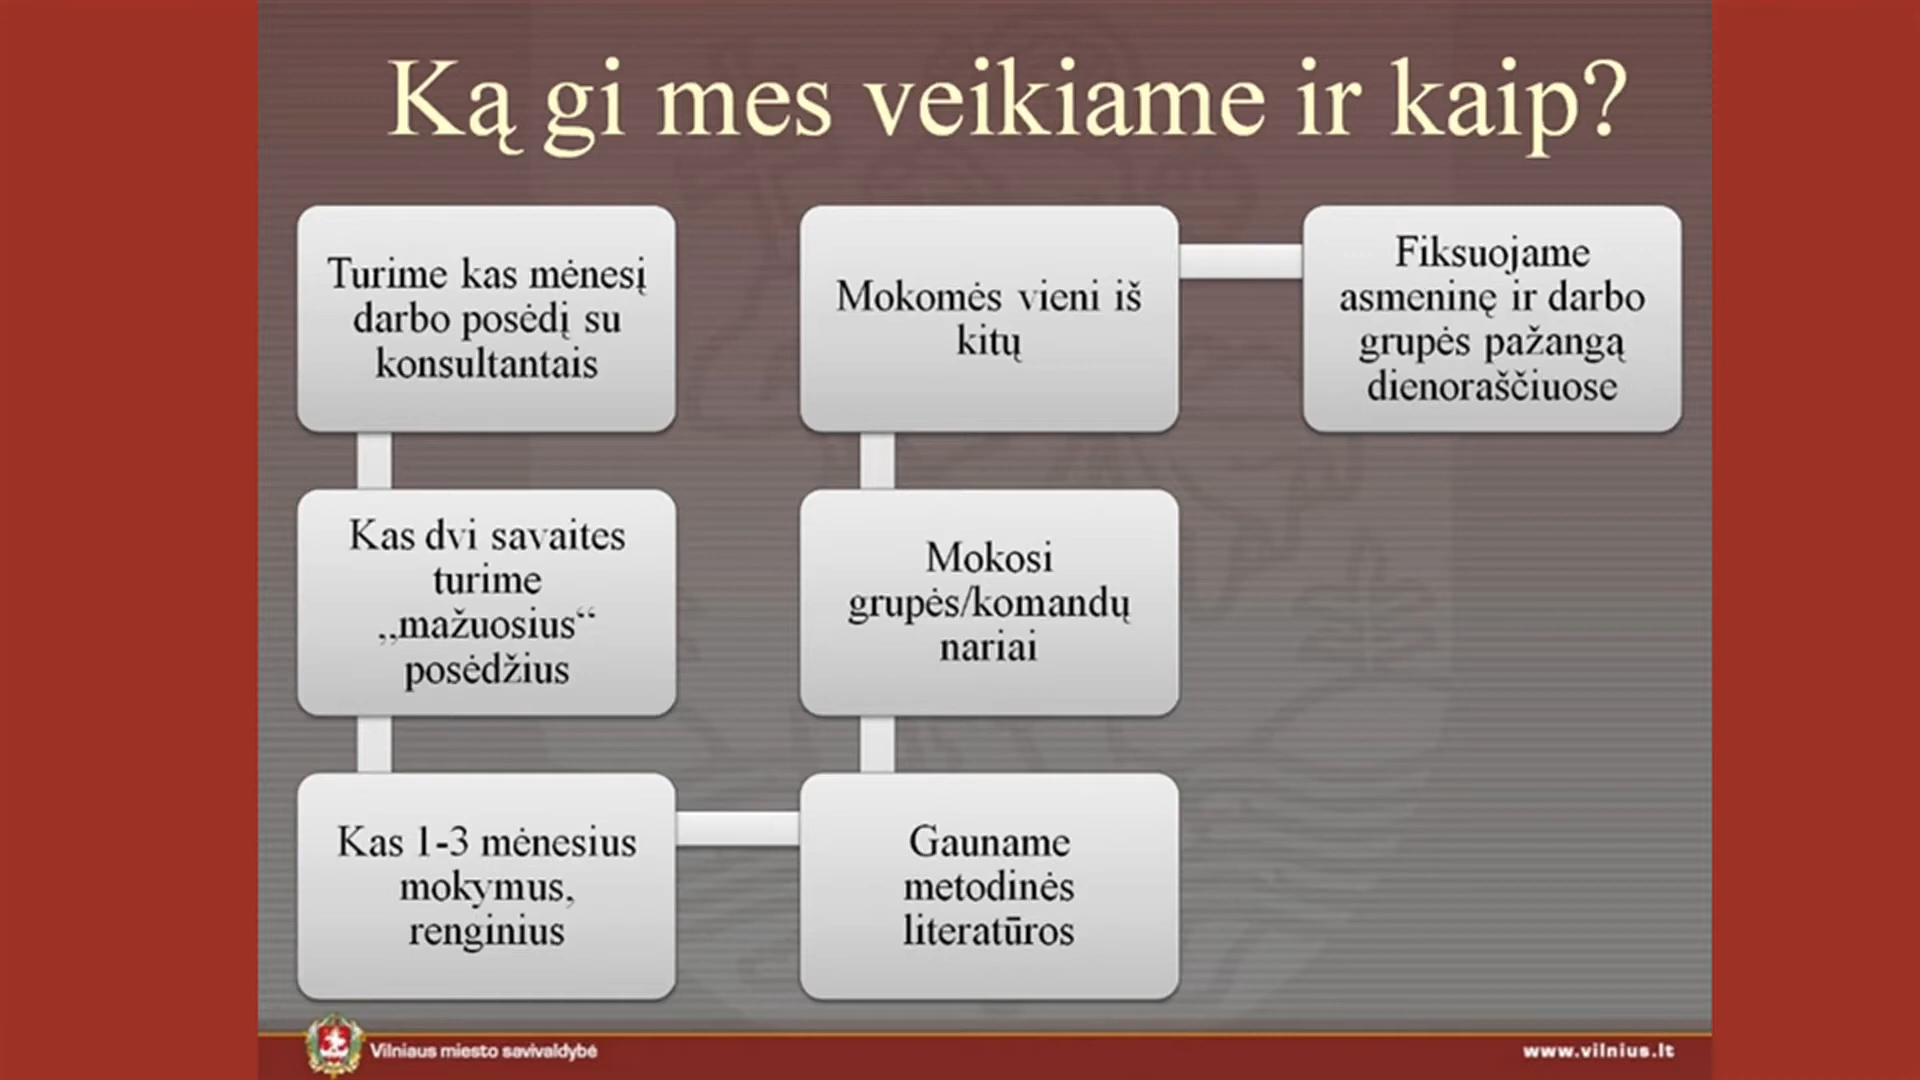 Ką gi mes veikiame ir kaip?
Turime kas mėnesį
darbo posėdį su
konsultantais
Kas dvi savaites
turime
„mažuosius“
posėdžius
Kas 1-3 mėnesius
mokymus,
renginius
Gauname
metodinės
literatūros
Mokosi
grupės/komandų
nariai
Mokomės vieni iš
kitų
Fiksuojame
asmeninę ir darbo
grupės pažangą
dienoraščiuose
Vilniaus miesto savivaldybė
www.vilnius.lt